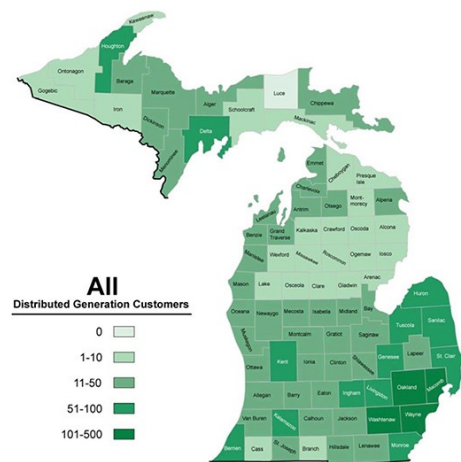 Keweenaw
Houghton
Ontonagon
Gogebic
Baraga
Iron
Marquette
Dickinson
Menominee
Alger
Delta
Schoolcraft
Luce
Chippewa
Mackinac
Emmet
Cheboygan
Presque
Isle
Charlevoix
Antrim
Otsego
Mont-
morency
Alpena
Leelanau
Benzie
Grand
Traverse
Kalkaska
Crawford
Oscoda
Alcona
Manistee
Wexford
Missaukee
Roscommon
Ogemaw
Iosco
Arenac
Mason
Lake
Osceola
Clare
Gladwin
Huron
Oceana
Newaygo
Mecosta
Isabella
Midland
Bay
Tuscola
Sanilac
Muskegon
Montcalm
Gratiot
Saginaw
Ottawa
Kent
Ionia
Clinton
Shiawassee
Genesee
Lapeer
St. Clair
Allegan
Barry
Eaton
Ingham
Livingston
Oakland
Macomb
Van Buren
Kalamazoo
Calhoun
Jackson
Washtenaw
Wayne
Berrien
Cass
St. Joseph
Branch
Hillsdale
Lenawee
Monroe
All
Distributed Generation Customers
0
1-10
11-50
51-100
101-500